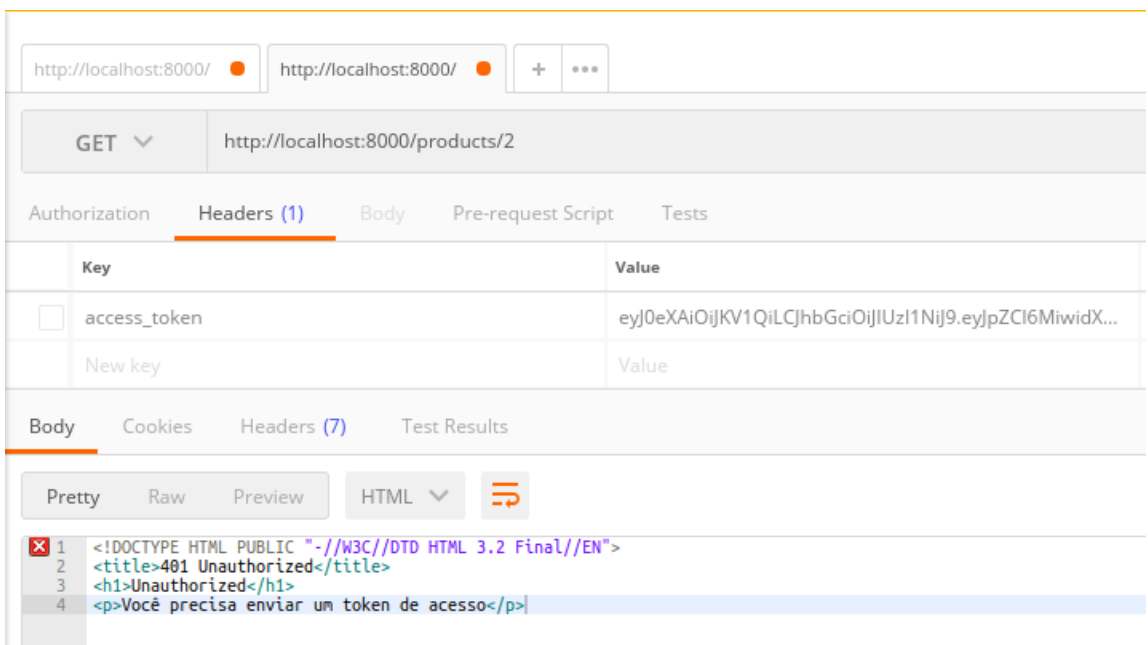 http://localhost:8000/ http://localhost:8000/ + •••
GET http://localhost:8000/products/2
Authorization Headers (1) Body Pre-request Script Tests
Key Value
access_token eyJ0eXAiOiJKV1QiLCJhbGciOiJIUzI1NiJ9.eyJpZCI6MiwidX...
New key Value
Body Cookies Headers (7) Test Results
Pretty Raw Preview HTML
1 <!DOCTYPE HTML PUBLIC "-//W3C//DTD HTML 3.2 Final//EN">
2 <title>401 Unauthorized</title>
3 <h1>Unauthorized</h1>
4 <p>Você precisa enviar um token de acesso</p>